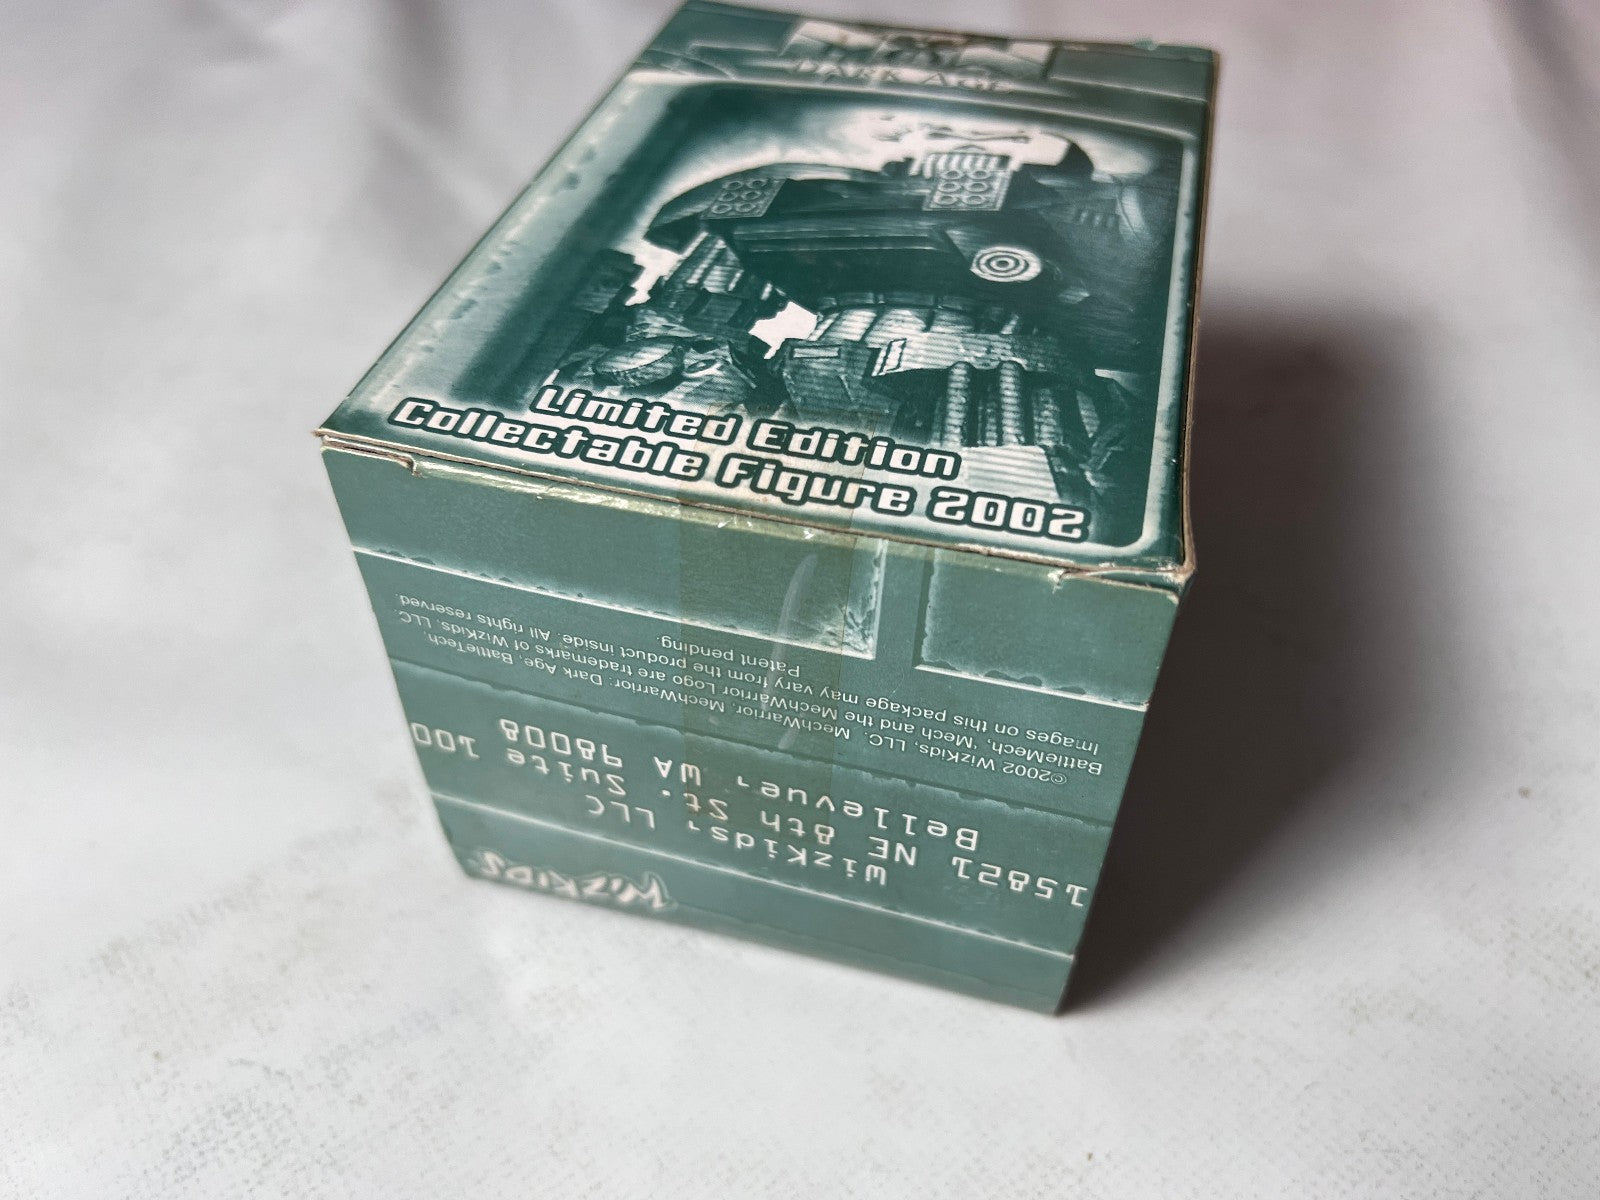 DARK AGE
Limited Edition
Collectable Figure 2002
WIZKIDS
WizKids, LLC
15821 NE 8th St. Suite 100
Bellevue, WA 98008
©2002 WizKids, LLC. MechWarrior, MechWarrior: Dark Age, BattleTech,
BattleMech, 'Mech and the MechWarrior Logo are trademarks of WizKids, LLC.
Images on this package may vary from the product inside. All rights reserved.
Patent pending.